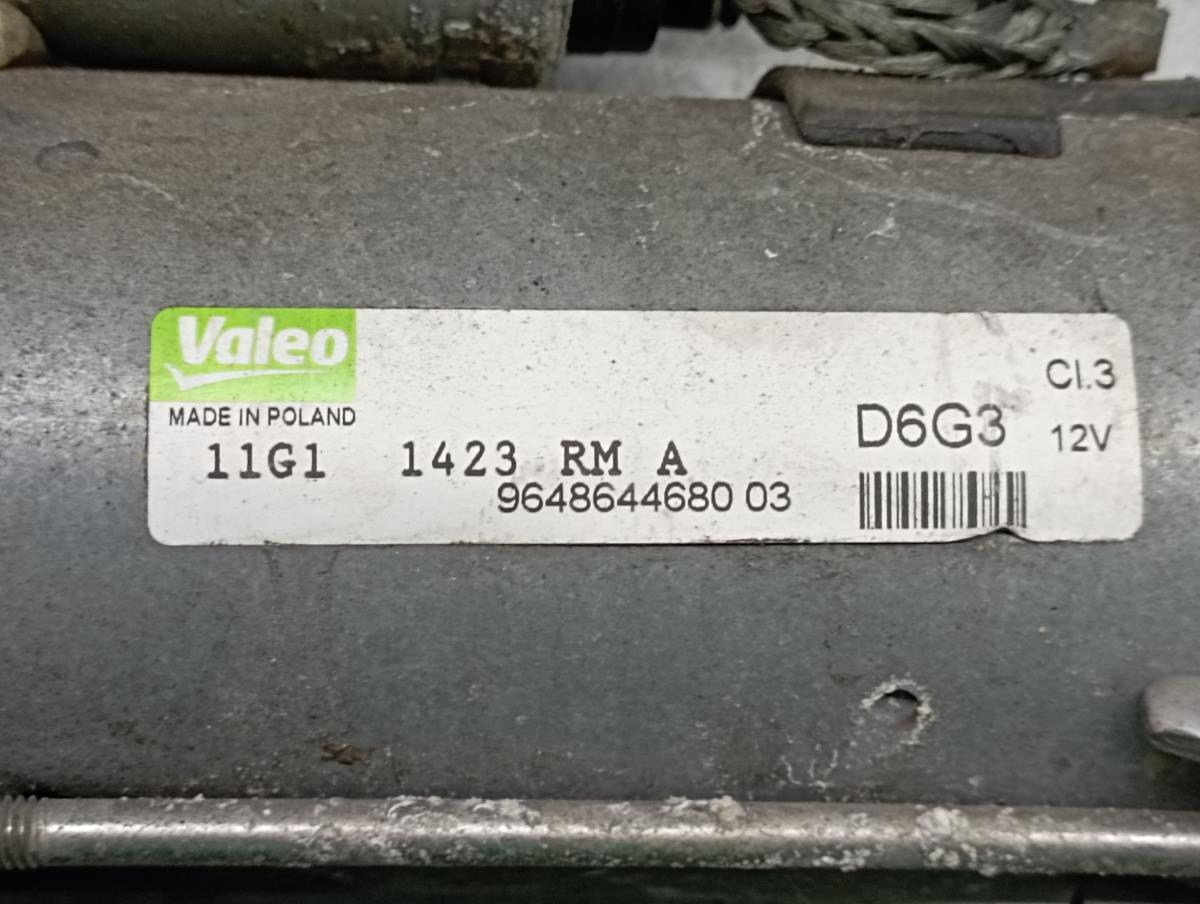 Valeo
MADE IN POLAND
11G1 1423 RM A
9648644680 03
D6G3
Cl.3
12V